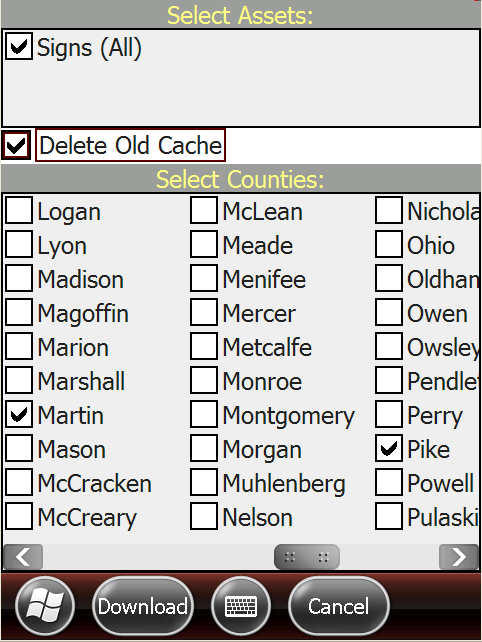 Select Assets:
Signs (All)
Delete Old Cache
Select Counties:
Logan
Lyon
Madison
Magoffin
Marion
Marshall
Martin
Mason
McCracken
McCreary
McLean
Meade
Menifee
Mercer
Metcalfe
Monroe
Montgomery
Morgan
Muhlenberg
Nelson
Nichola
Ohio
Oldham
Owen
Owsley
Pendlet
Perry
Pike
Powell
Pulaski
Download
Cancel